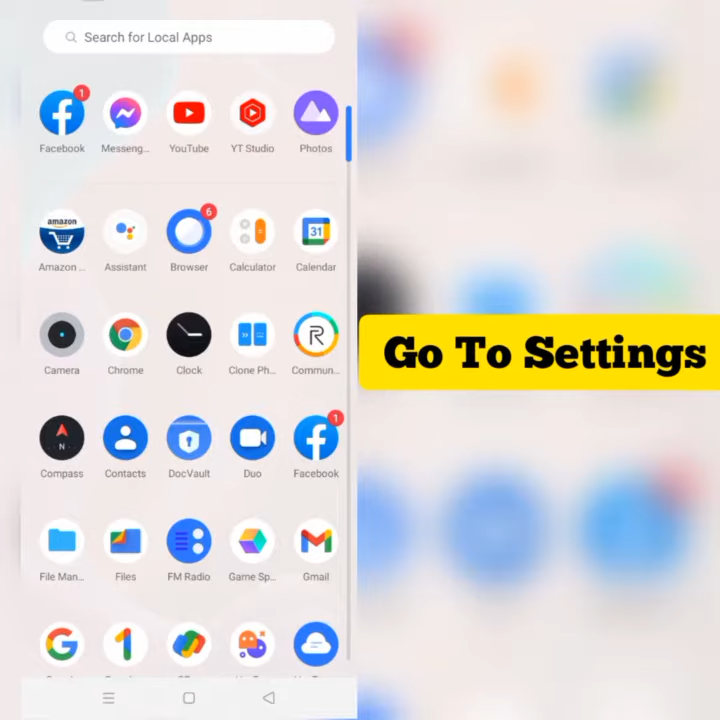 Search for Local Apps
1
Facebook Messeng... YouTube YT Studio Photos
amazon
6
31
Amazon ... Assistant Browser Calculator Calendar
R
Camera Chrome Clock Clone Ph... Commun...
N
1
Compass Contacts DocVault Duo Facebook
File Man... Files FM Radio Game Sp... Gmail
Go To Settings